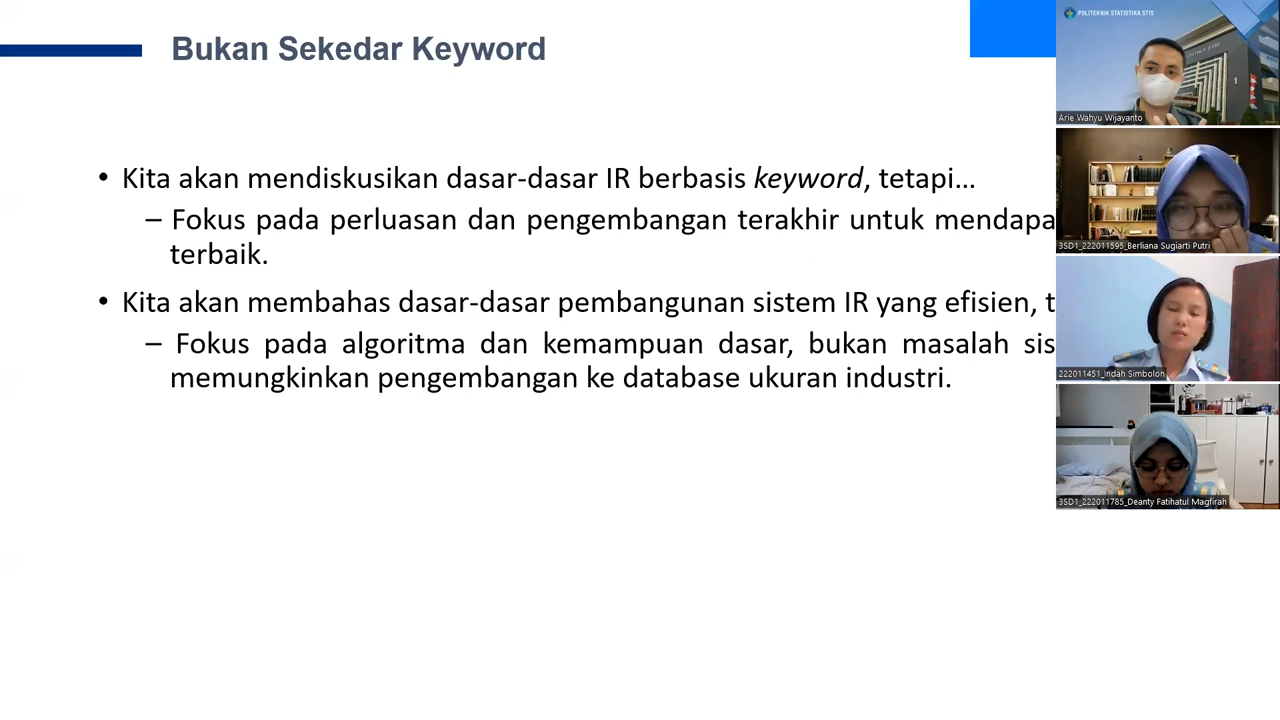 Bukan Sekedar Keyword
• Kita akan mendiskusikan dasar-dasar IR berbasis keyword, tetapi...
– Fokus pada perluasan dan pengembangan terakhir untuk mendapa
terbaik.
• Kita akan membahas dasar-dasar pembangunan sistem IR yang efisien, t
– Fokus pada algoritma dan kemampuan dasar, bukan masalah sis
memungkinkan pengembangan ke database ukuran industri.
POLITEKNIK STATISTIKA STIS
Arie Wahyu Wijayanto
3SD1_222011595_Berliana Sugiarti Putri
222011451_Indah Simbolon
3SD1_222011785_Deanty Fatihatul Magfirah